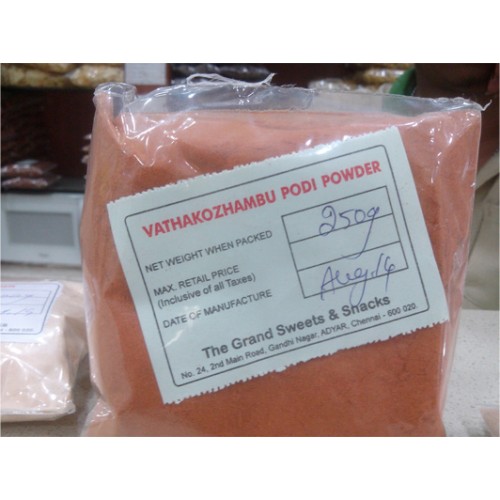 VATHAKOZHAMBU PODI POWDER
NET WEIGHT WHEN PACKED 250g
MAX. RETAIL PRICE
(Inclusive of all Taxes)
DATE OF MANUFACTURE Aug.16
The Grand Sweets & Snacks
No. 24, 2nd Main Road, Gandhi Nagar, ADYAR, Chennai - 600 020.